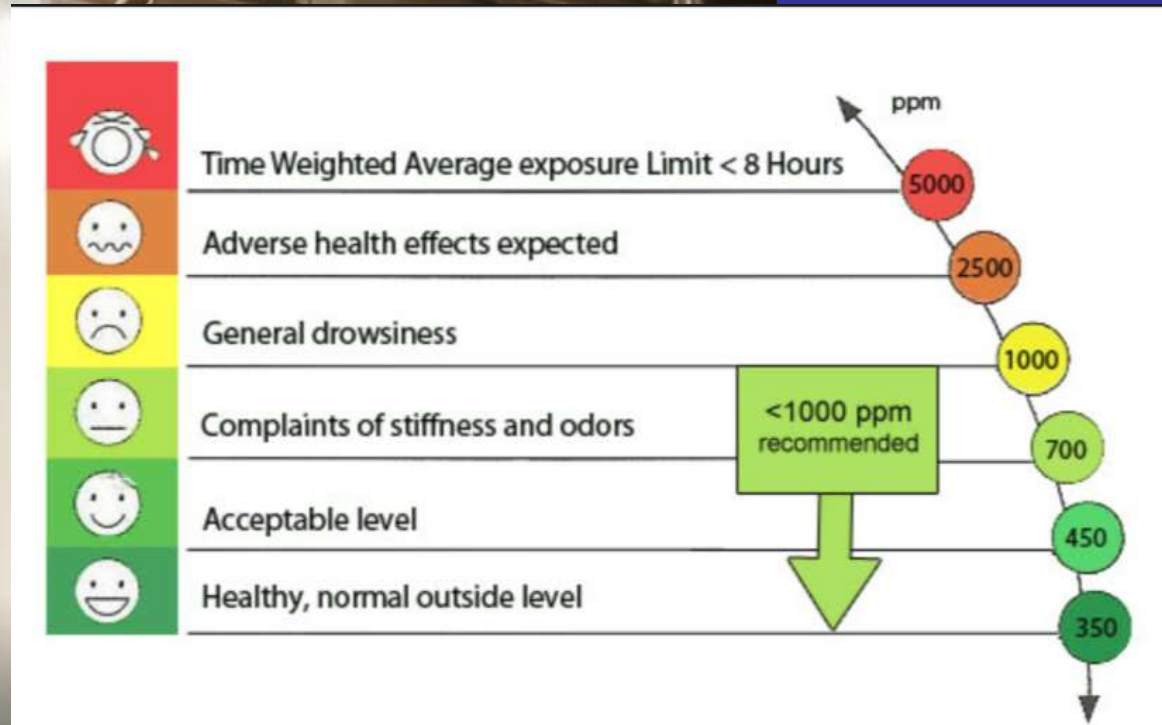 ppm
Time Weighted Average exposure Limit < 8 Hours
5000
Adverse health effects expected
2500
General drowsiness
1000
<1000 ppm
recommended
Complaints of stiffness and odors
700
Acceptable level
450
Healthy, normal outside level
350